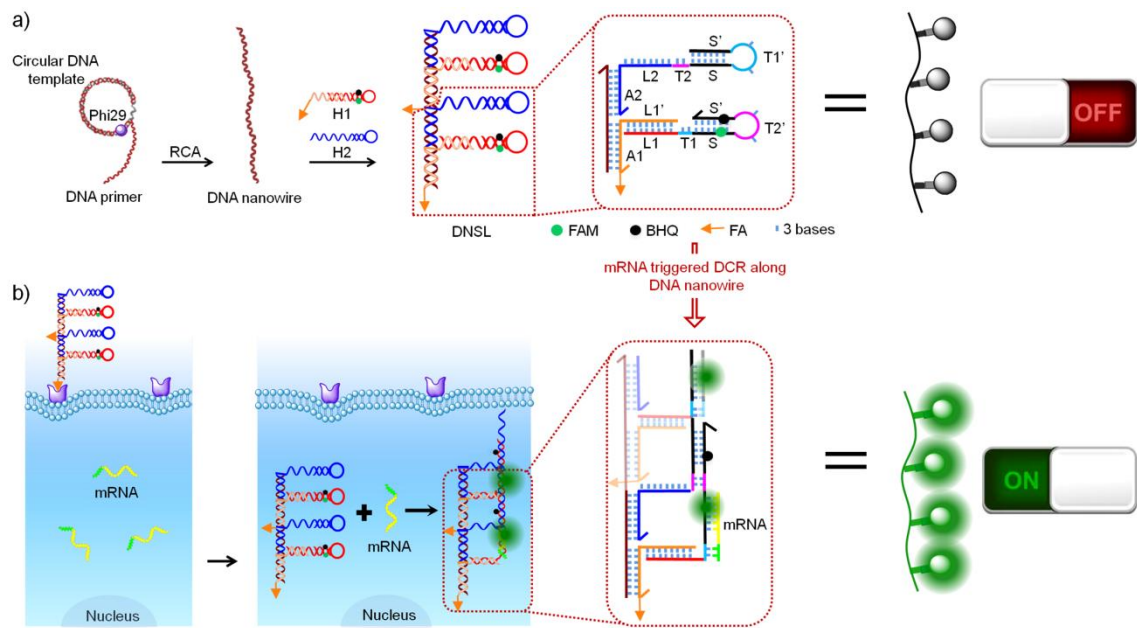 a)
Circular DNA
template
Phi29
DNA primer
RCA
DNA nanowire
H1
H2
DNSL
S'
T1'
L2
T2
S
A2
L1'
S'
T2'
L1
T1
S
A1
OFF
FAM
BHQ
FA
3 bases
mRNA triggered DCR along
DNA nanowire
b)
mRNA
Nucleus
mRNA
Nucleus
mRNA
ON